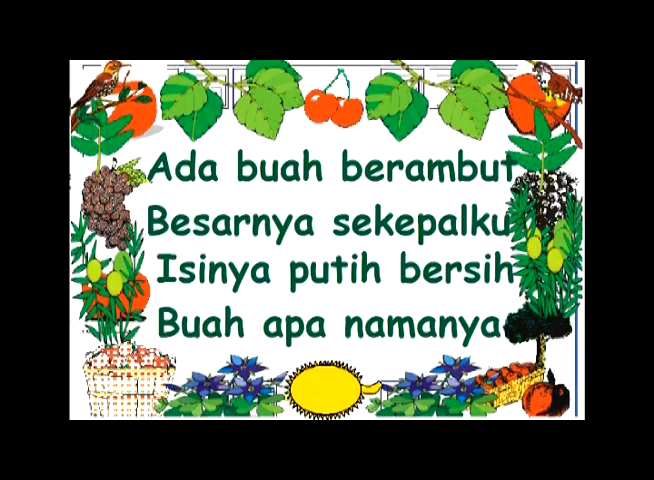 Ada buah berambut
Besarnya sekepalku
Isinya putih bersih
Buah apa namanya